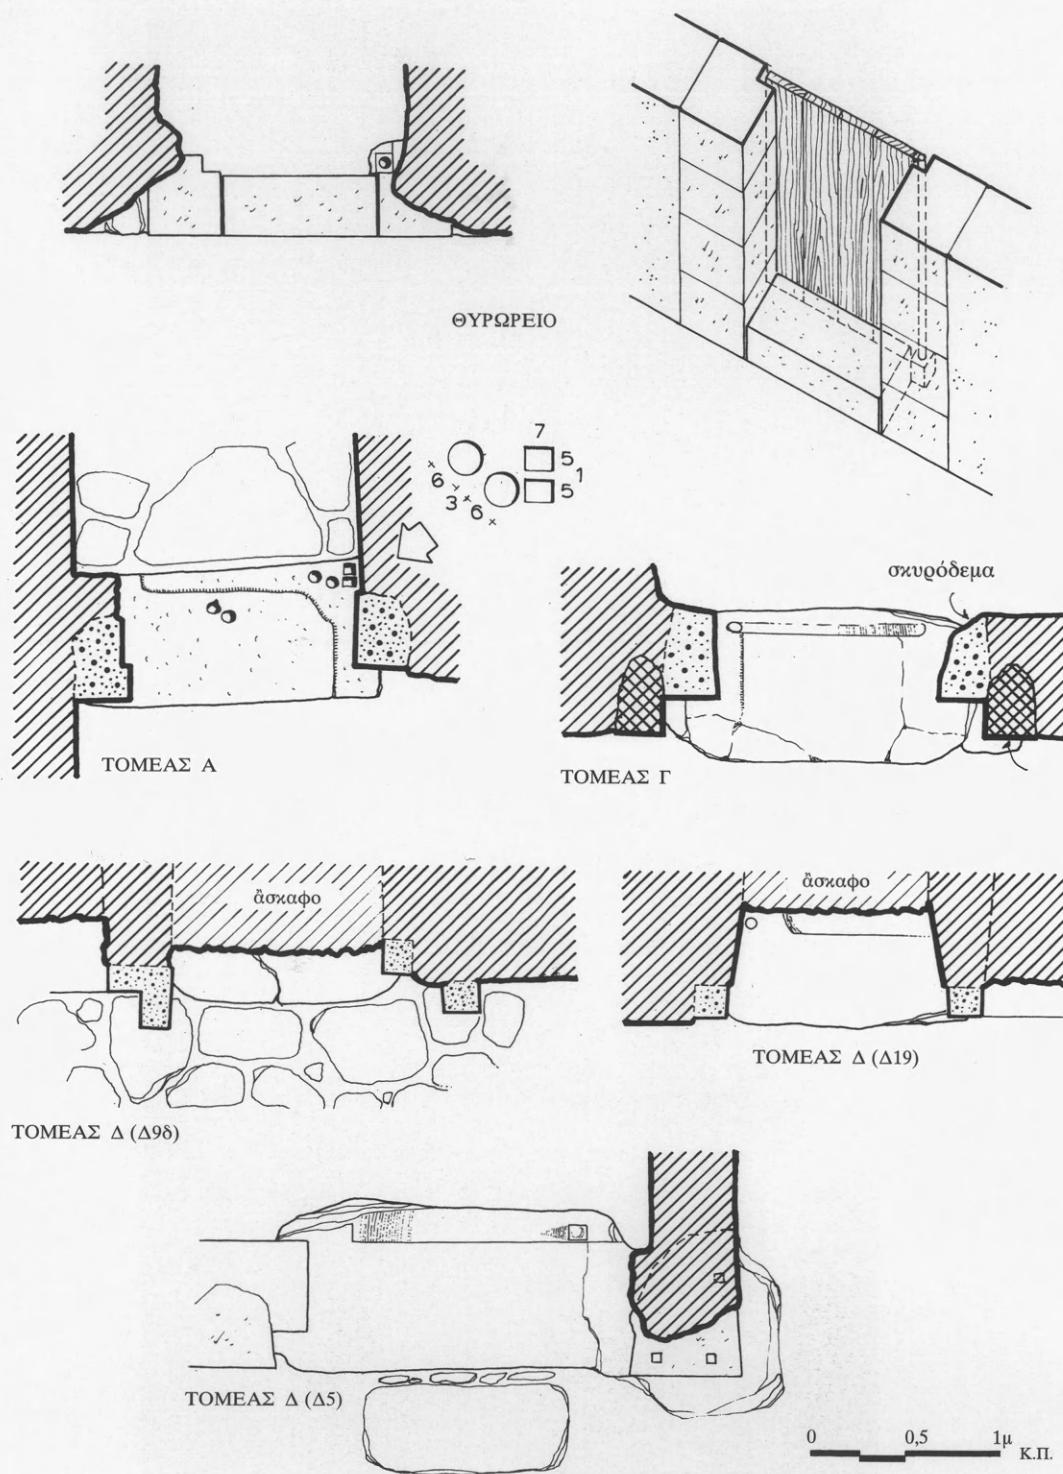 ΘΥΡΩΡΕΙΟ
7
5
1
5
6
3
6
ΤΟΜΕΑΣ Α
σκυρόδεμα
ΤΟΜΕΑΣ Γ
ἄσκαφο
ΤΟΜΕΑΣ Δ (Δ9δ)
ἄσκαφο
ΤΟΜΕΑΣ Δ (Δ19)
ΤΟΜΕΑΣ Δ (Δ5)
0 0,5 1μ
Κ.Π.